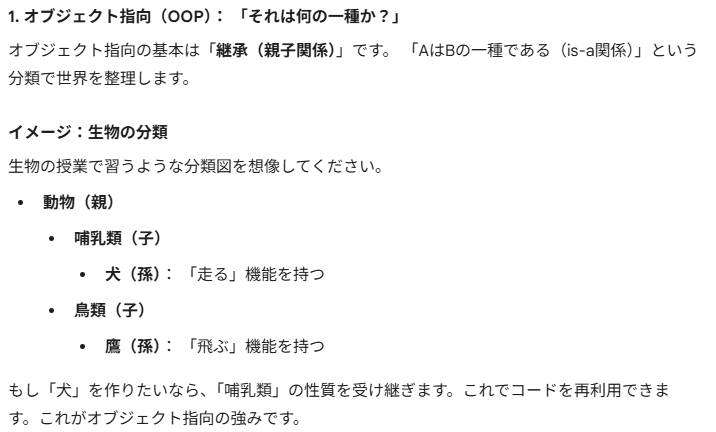 1. オブジェクト指向（OOP）：「それは何の一種か？」
オブジェクト指向の基本は「継承（親子関係）」です。「AはBの一種である（is-a関係）」という
分類で世界を整理します。
イメージ：生物の分類
生物の授業で習うような分類図を想像してください。
• 動物（親）
• 哺乳類（子）
• 犬（孫）：「走る」機能を持つ
• 鳥類（子）
• 鷹（孫）：「飛ぶ」機能を持つ
もし「犬」を作りたいなら、「哺乳類」の性質を受け継ぎます。これでコードを再利用できま
す。これがオブジェクト指向の強みです。